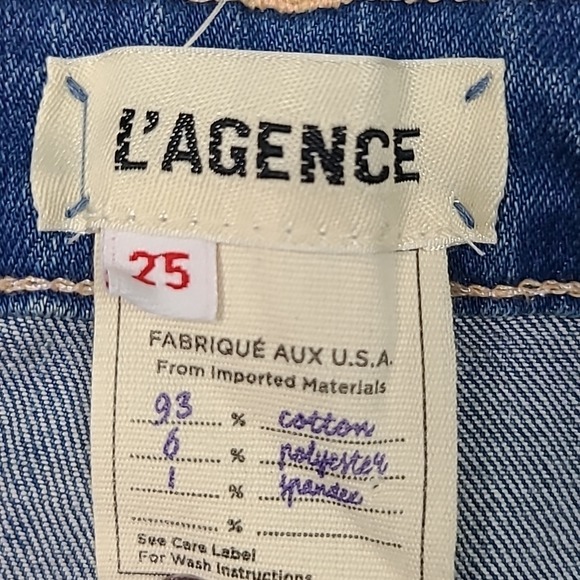 L'AGENCE
25
FABRIQUÉ AUX U.S.A.
From Imported Materials
93 % cotton
6 % polyester
1 % spandex
%
See Care Label
For Wash Instructions